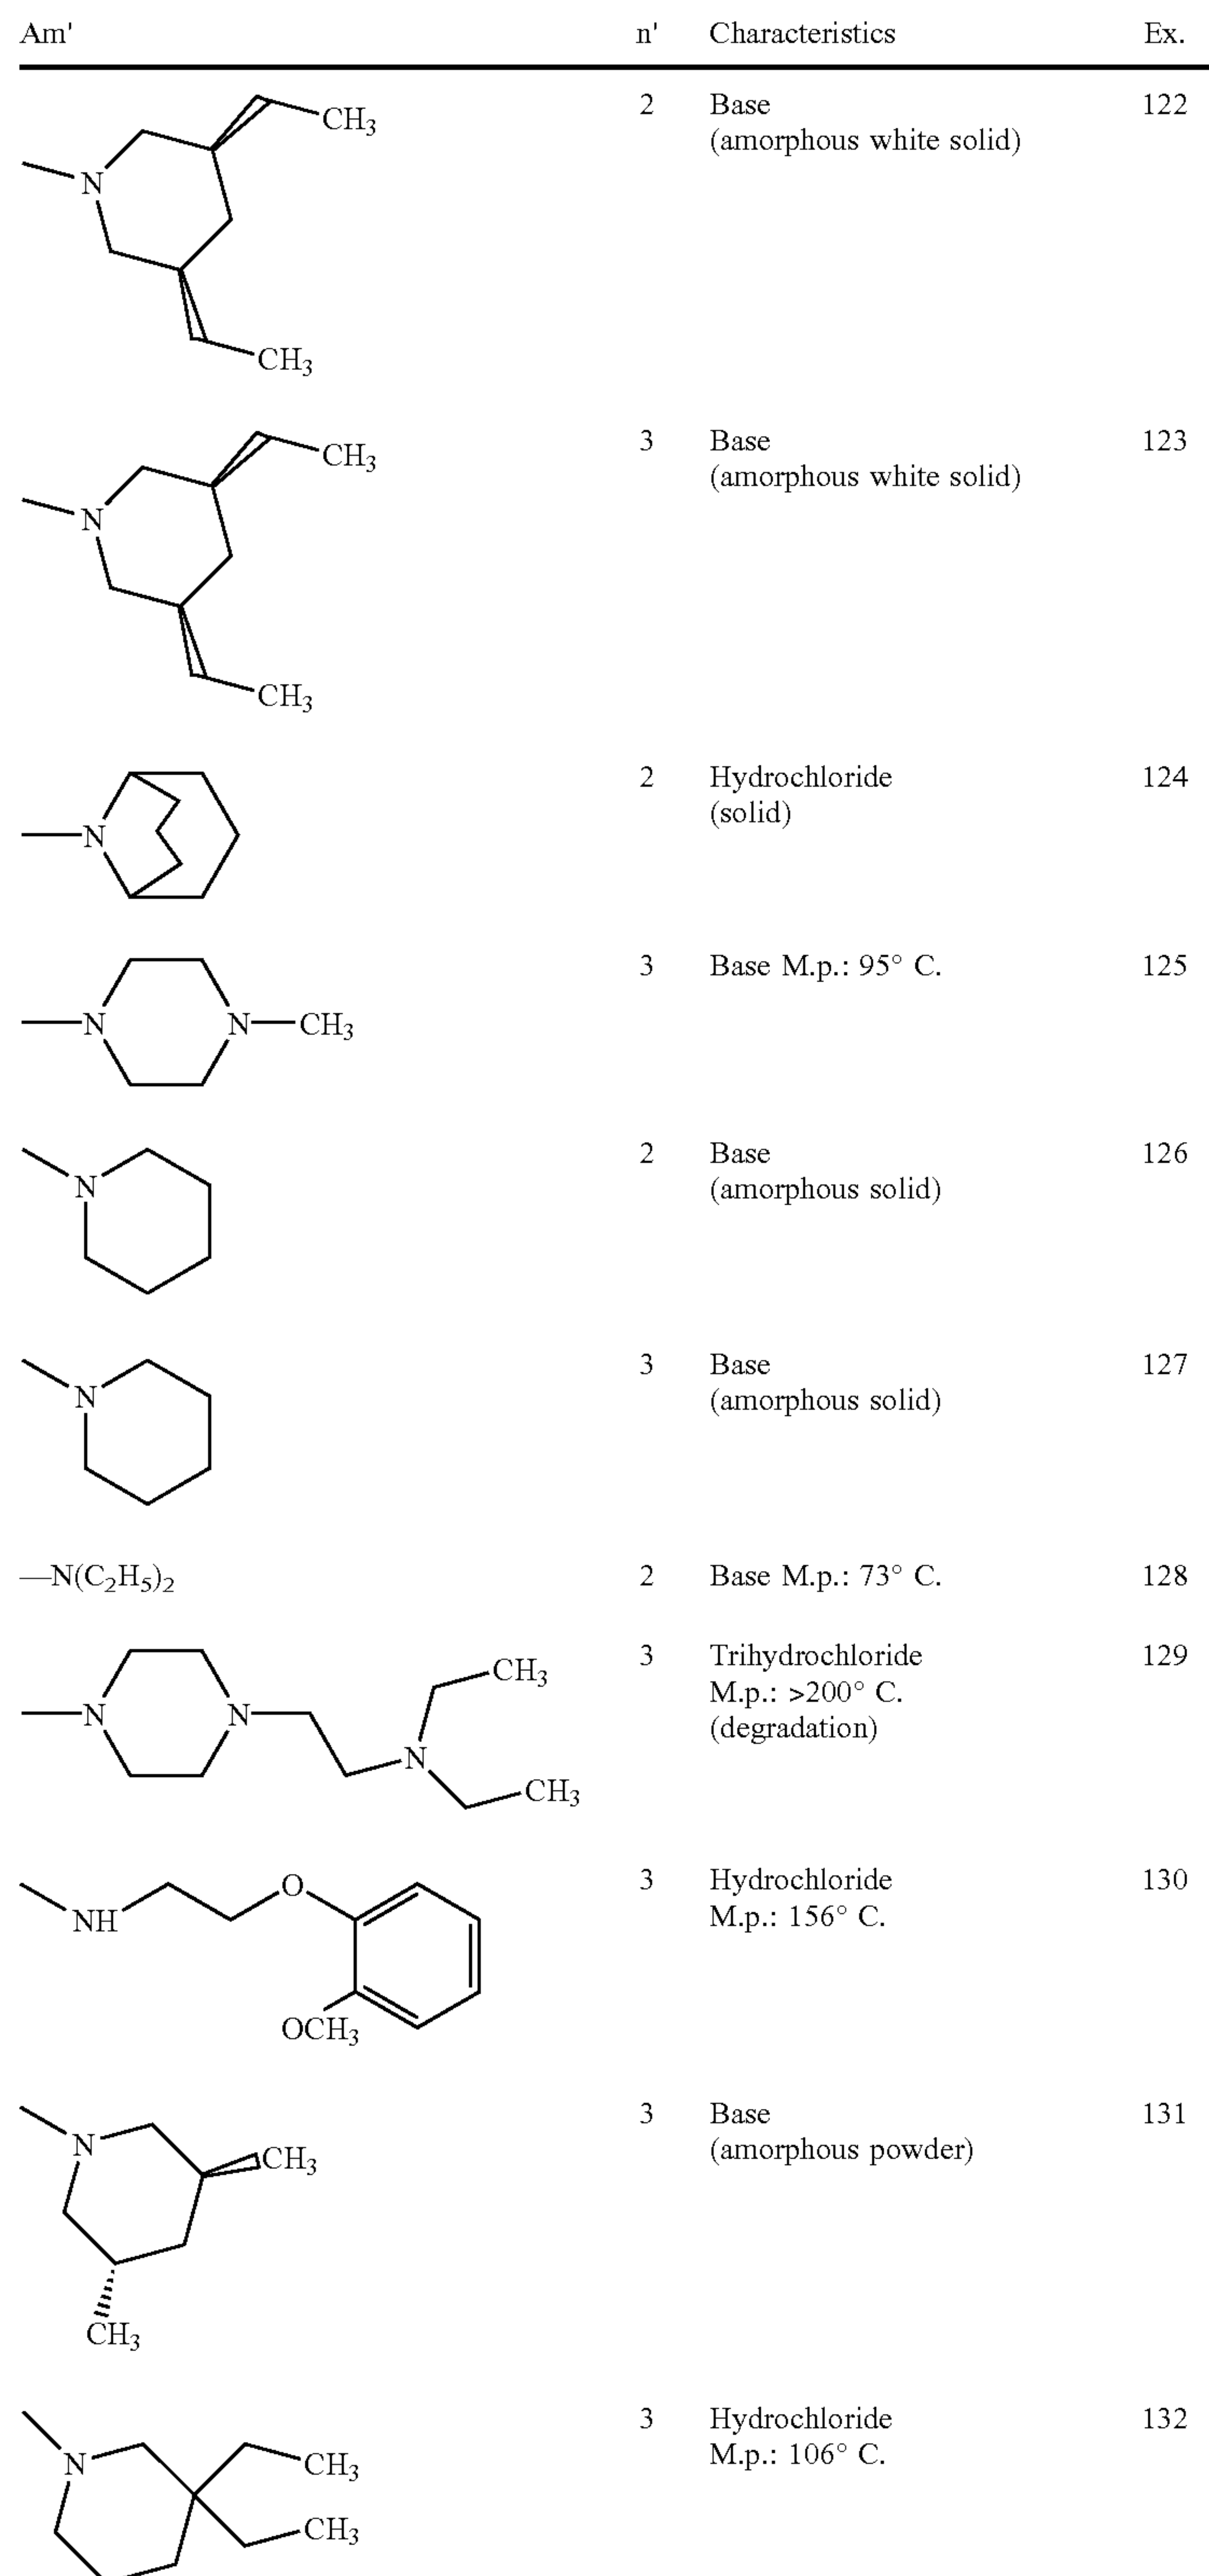 Am' n' Characteristics Ex.
2 Base 122
(amorphous white solid)
CH3
N
CH3
3 Base 123
(amorphous white solid)
CH3
N
CH3
2 Hydrochloride 124
(solid)
N
3 Base M.p.: 95° C. 125
N N CH3
2 Base 126
(amorphous solid)
N
3 Base 127
(amorphous solid)
N
—N(C2H5)2 2 Base M.p.: 73° C. 128
3 Trihydrochloride 129
M.p.: >200° C.
(degradation)
CH3
N N
N
CH3
3 Hydrochloride 130
M.p.: 156° C.
O
NH
OCH3
3 Base 131
(amorphous powder)
N
CH3
CH3
3 Hydrochloride 132
M.p.: 106° C.
N
CH3
CH3